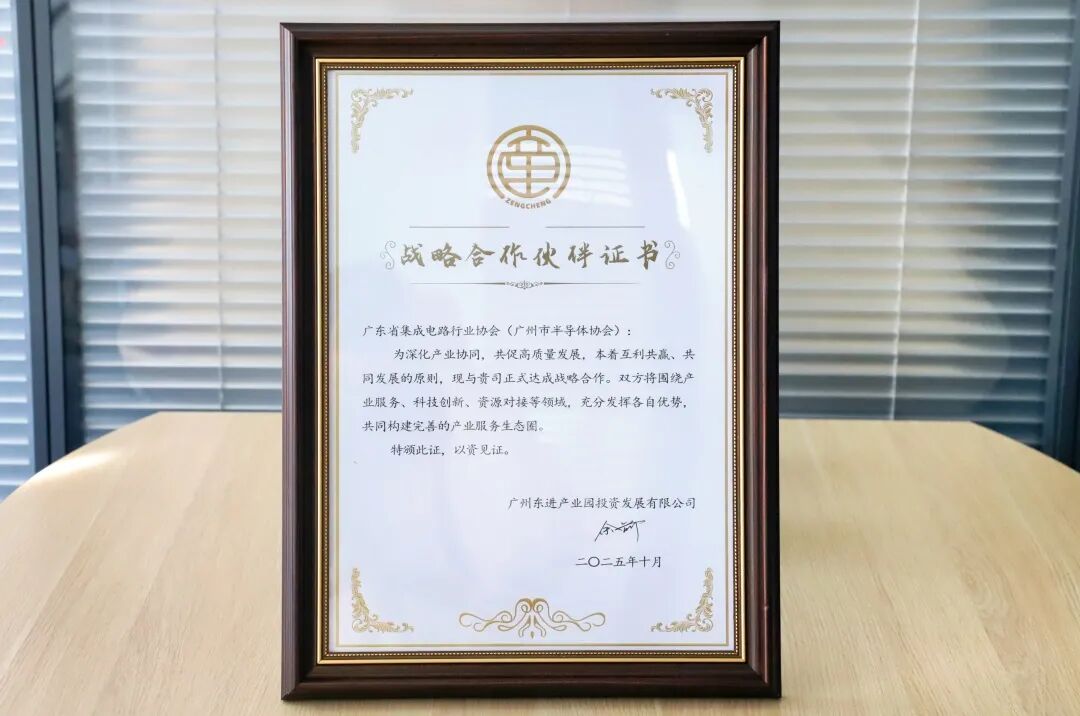 ZENGCHENG
战略合作伙伴证书
广东省集成电路行业协会（广州市半导体协会）：
为深化产业协同，共促高质量发展，本着互利共赢、共
同发展的原则，现与贵司正式达成战略合作。双方将围绕产
业服务、科技创新、资源对接等领域，充分发挥各自优势，
共同构建完善的产业服务生态圈。
特颁此证，以资见证。
广州东进产业园投资发展有限公司
二〇二五年十月